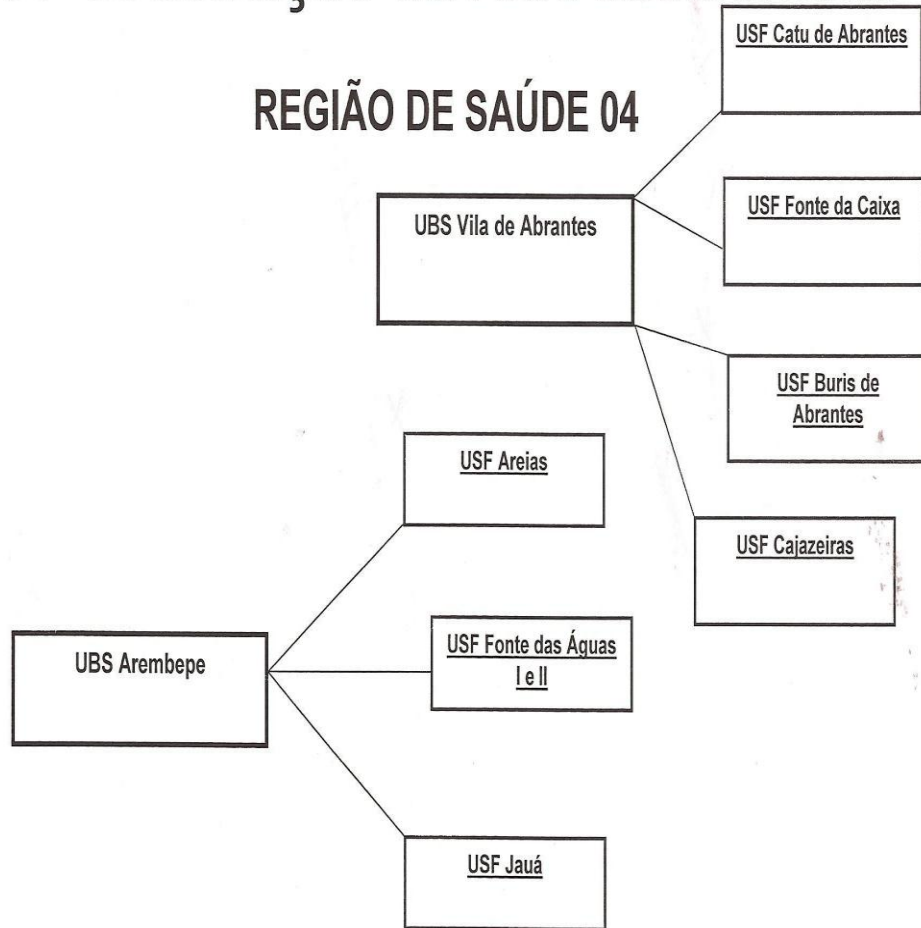 REGIÃO DE SAÚDE 04
USF Catu de Abrantes
UBS Vila de Abrantes
USF Fonte da Caixa
USF Buris de
Abrantes
USF Cajazeiras
USF Areias
UBS Arembepe
USF Fonte das Águas
I e II
USF Jauá